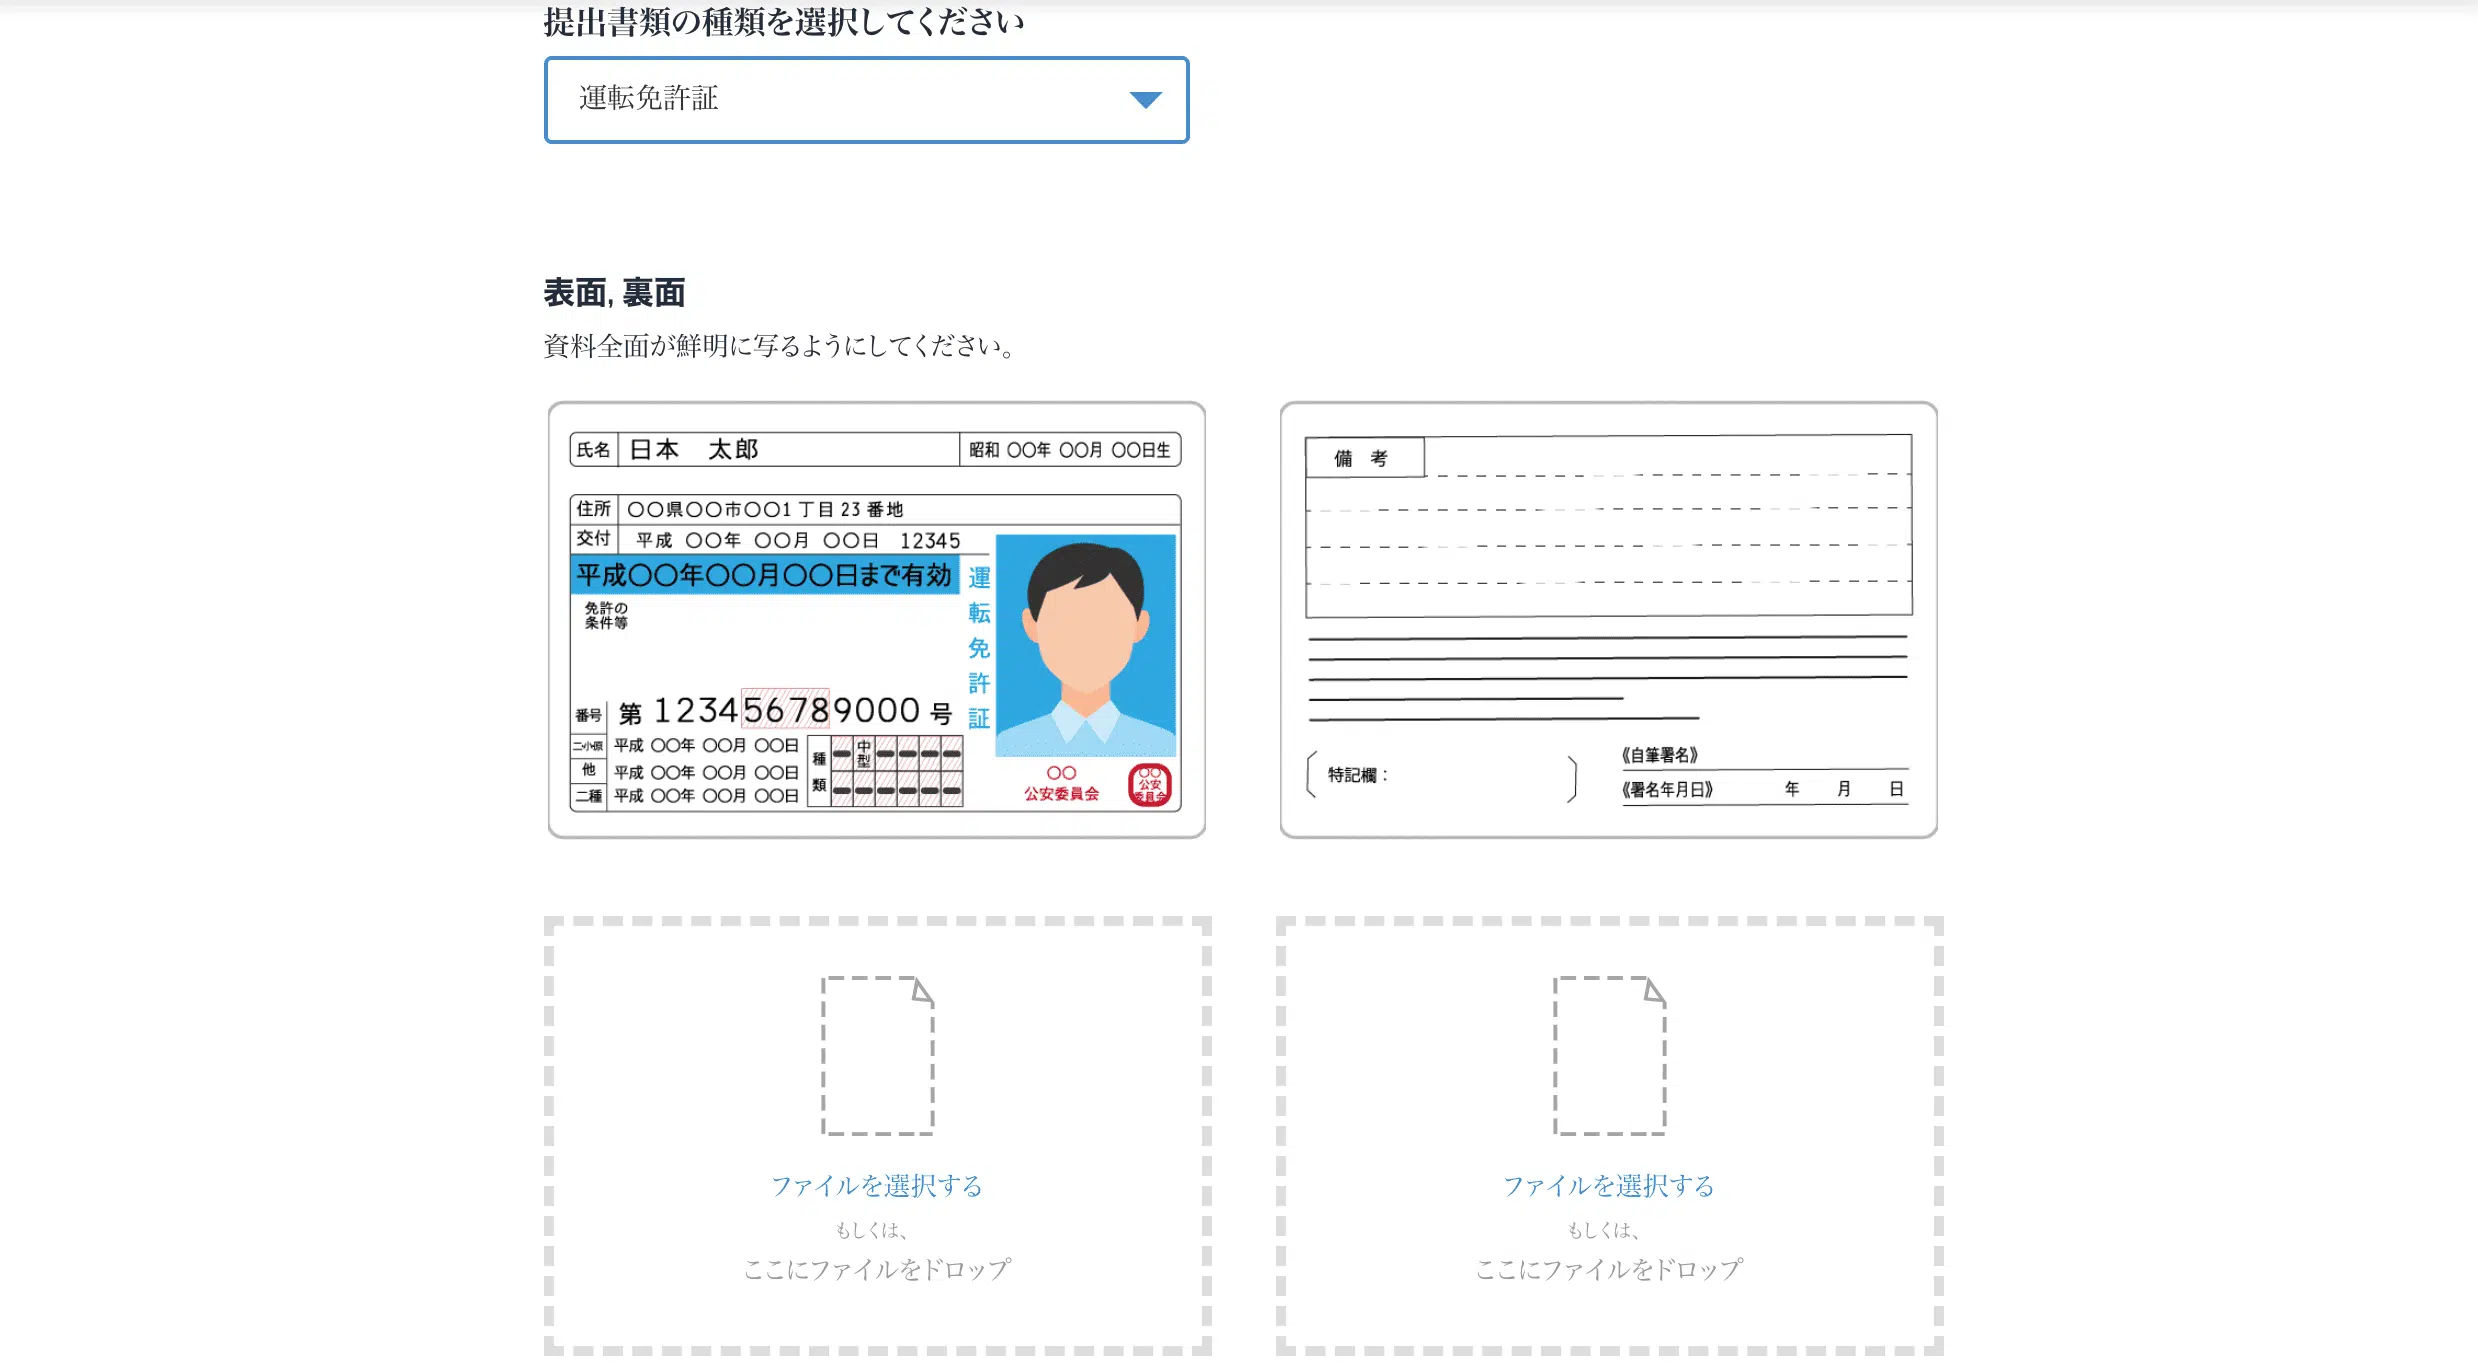 提出書類の種類を選択してください
運転免許証
表面, 裏面
資料全面が鮮明に写るようにしてください。
氏名 日本 太郎 昭和 〇〇年 〇〇月 〇〇日生
住所 〇〇県〇〇市〇〇1丁目23番地
交付 平成 〇〇年 〇〇月 〇〇日 12345
平成〇〇年〇〇月〇〇日まで有効
免許の
条件等
運転免許証
番号 第 123456789000 号
二・小・原 平成 〇〇年 〇〇月 〇〇日
他 平成 〇〇年 〇〇月 〇〇日
二種 平成 〇〇年 〇〇月 〇〇日
種類
中型
〇〇
公安委員会
〇〇
公安
委員会
備 考
特記欄:
《自筆署名》
《署名年月日》 年 月 日
ファイルを選択する
もしくは、
ここにファイルをドロップ
ファイルを選択する
もしくは、
ここにファイルをドロップ